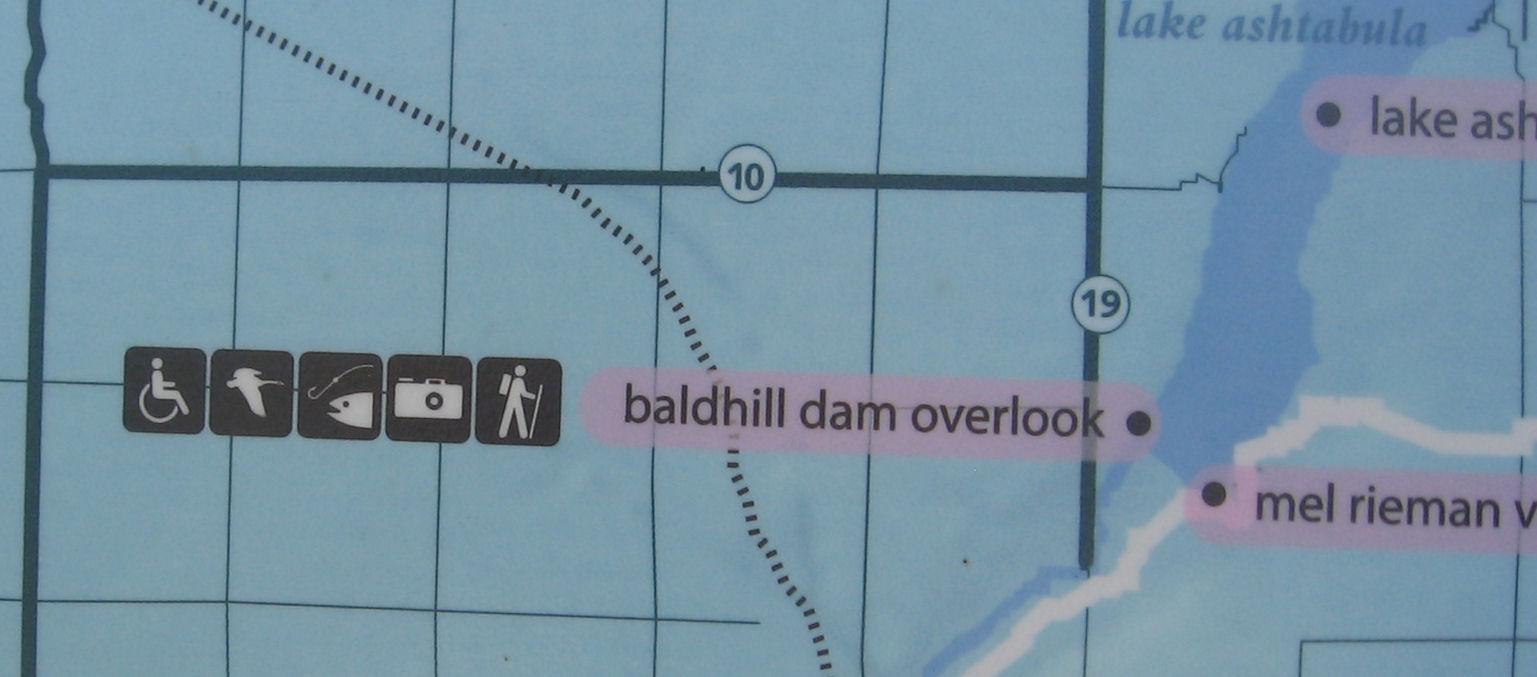 lake ashtabula
lake ash
10
19
baldhill dam overlook
mel rieman v